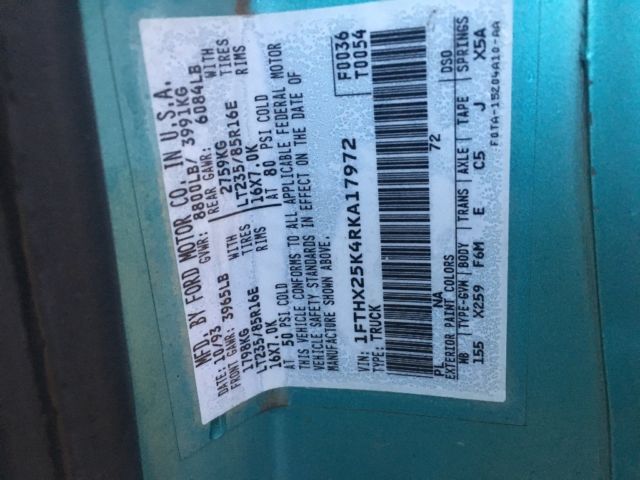 MFD. BY FORD MOTOR CO. IN U.S.A.
DATE: 10/93 GVWR: 8800LB/ 3991KG
FRONT GAWR: 3965LB REAR GAWR: 6084LB
1798KG WITH 2759KG WITH
LT235/85R16E TIRES LT235/85R16E TIRES
16X7.0K RIMS 16X7.0K RIMS
AT 50 PSI COLD AT 80 PSI COLD
THIS VEHICLE CONFORMS TO ALL APPLICABLE FEDERAL MOTOR
VEHICLE SAFETY STANDARDS IN EFFECT ON THE DATE OF
MANUFACTURE SHOWN ABOVE.
VIN: 1FTHX25K4RKA17972 F0036
TYPE: TRUCK T0054
72
PL NA
EXTERIOR PAINT COLORS DSO
WB TYPE-GVW BODY TRANS AXLE TAPE SPRINGS
155 X259 F6M E C5 J X5A
F0TA-15204A10-AA